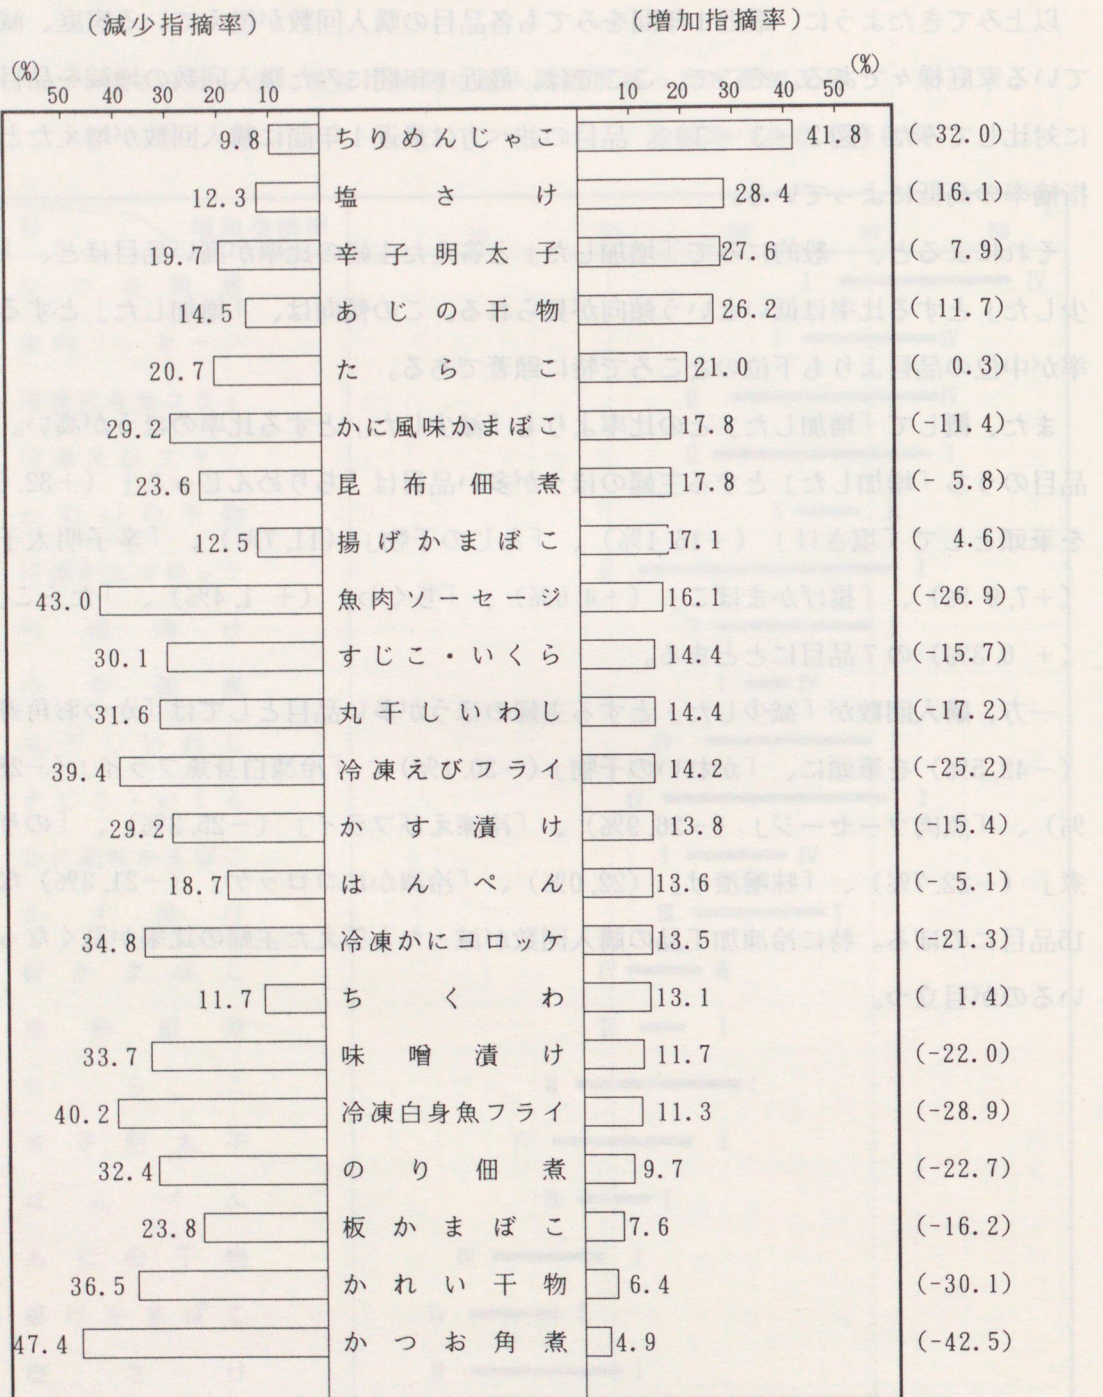 (減少指摘率) (増加指摘率)
(%) (%)
50 40 30 20 10 10 20 30 40 50
9.8 ちりめんじゃこ 41.8 ( 32.0)
12.3 塩さけ 28.4 ( 16.1)
19.7 辛子明太子 27.6 ( 7.9)
14.5 あじの干物 26.2 ( 11.7)
20.7 たらこ 21.0 ( 0.3)
29.2 かに風味かまぼこ 17.8 (-11.4)
23.6 昆布佃煮 17.8 (- 5.8)
12.5 揚げかまぼこ 17.1 ( 4.6)
43.0 魚肉ソーセージ 16.1 (-26.9)
30.1 すじこ・いくら 14.4 (-15.7)
31.6 丸干しいわし 14.4 (-17.2)
39.4 冷凍えびフライ 14.2 (-25.2)
29.2 かす漬け 13.8 (-15.4)
18.7 はんぺん 13.6 (- 5.1)
34.8 冷凍かにコロッケ 13.5 (-21.3)
11.7 ちくわ 13.1 ( 1.4)
33.7 味噌漬け 11.7 (-22.0)
40.2 冷凍白身魚フライ 11.3 (-28.9)
32.4 のり佃煮 9.7 (-22.7)
23.8 板かまぼこ 7.6 (-16.2)
36.5 かれい干物 6.4 (-30.1)
47.4 かつお角煮 4.9 (-42.5)